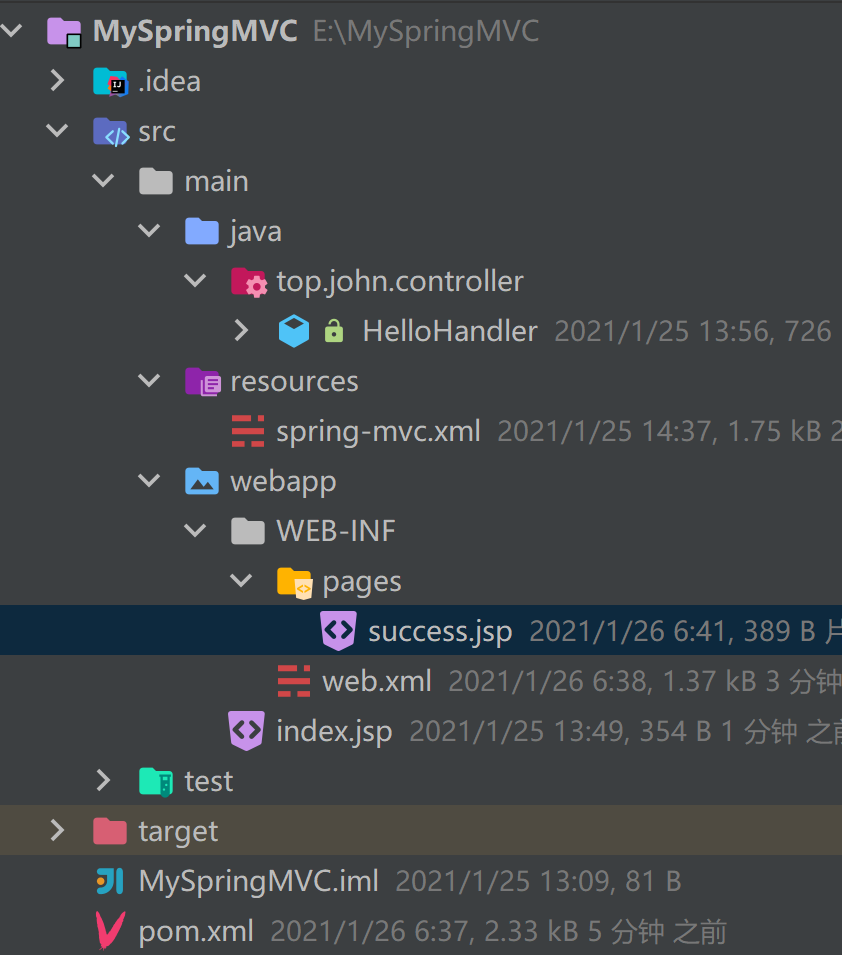 MySpringMVC E:\MySpringMVC
.idea
src
main
java
top.john.controller
HelloHandler 2021/1/25 13:56, 726
resources
spring-mvc.xml 2021/1/25 14:37, 1.75 kB 2
webapp
WEB-INF
pages
success.jsp 2021/1/26 6:41, 389 B 片
web.xml 2021/1/26 6:38, 1.37 kB 3 分钟
index.jsp 2021/1/25 13:49, 354 B 1 分钟 之前
test
target
MySpringMVC.iml 2021/1/25 13:09, 81 B
pom.xml 2021/1/26 6:37, 2.33 kB 5 分钟 之前